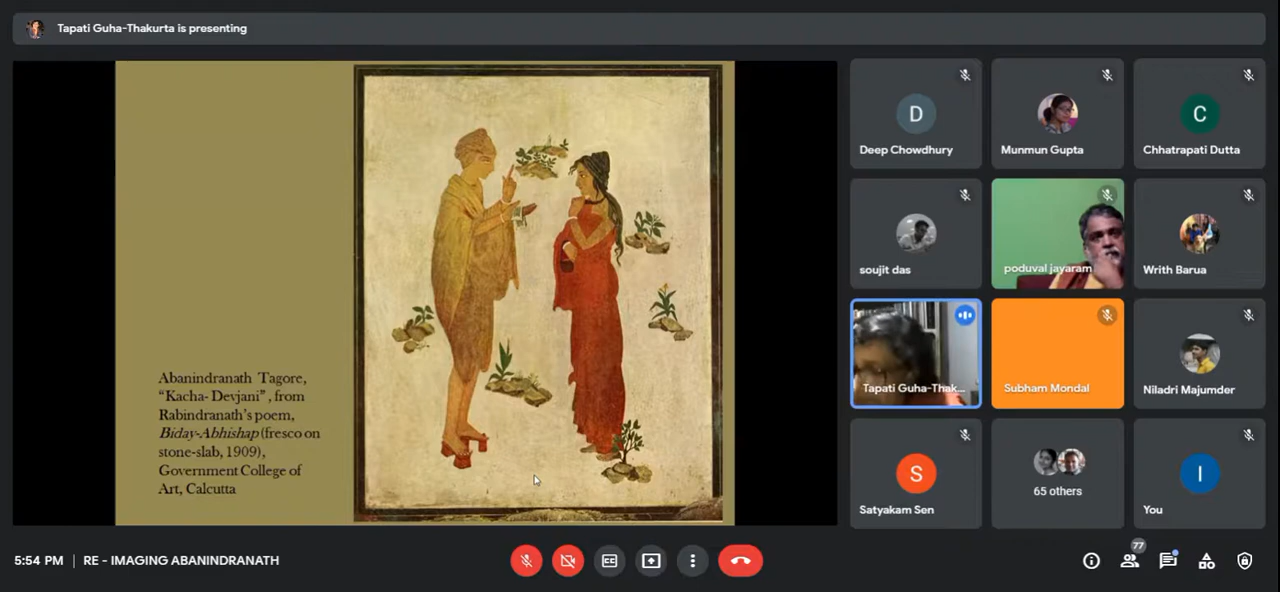 Tapati Guha-Thakurta is presenting
Abanindranath Tagore,
“Kacha- Devjani” , from
Rabindranath’s poem,
Biday-Abhishap (fresco on
stone-slab, 1909),
Government College of
Art, Calcutta
D
Deep Chowdhury
Munmun Gupta
C
Chhatrapati Dutta
soujit das
poduval jayaram
Writh Barua
Tapati Guha-Thak...
Subham Mondal
Niladri Majumder
S
Satyakam Sen
65 others
I
You
5:54 PM | RE - IMAGING ABANINDRANATH
CC
77